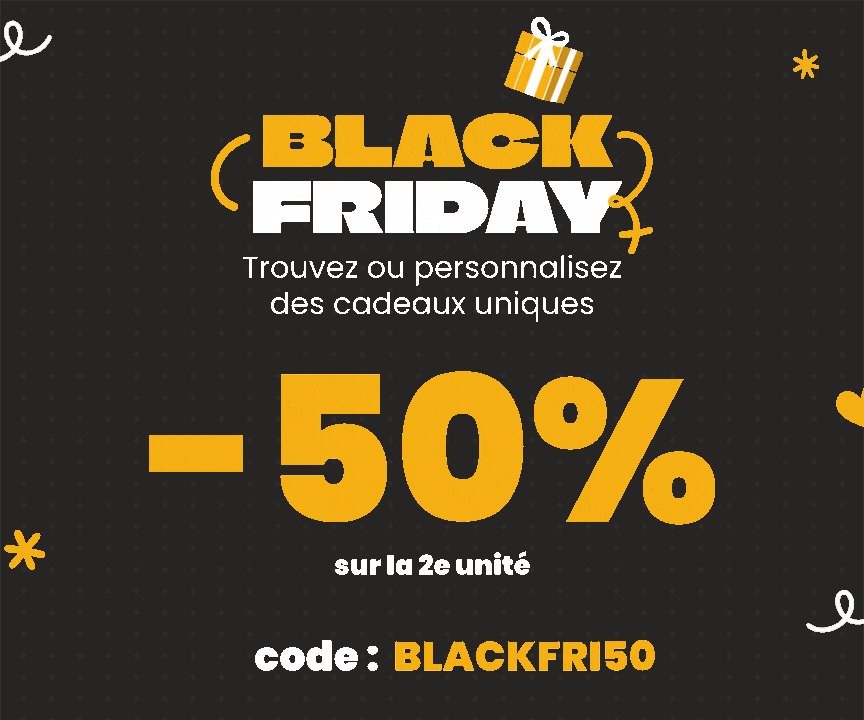 BLACK
FRIDAY
Trouvez ou personnalisez
des cadeaux uniques
-50%
sur la 2e unité
code : BLACKFRI50